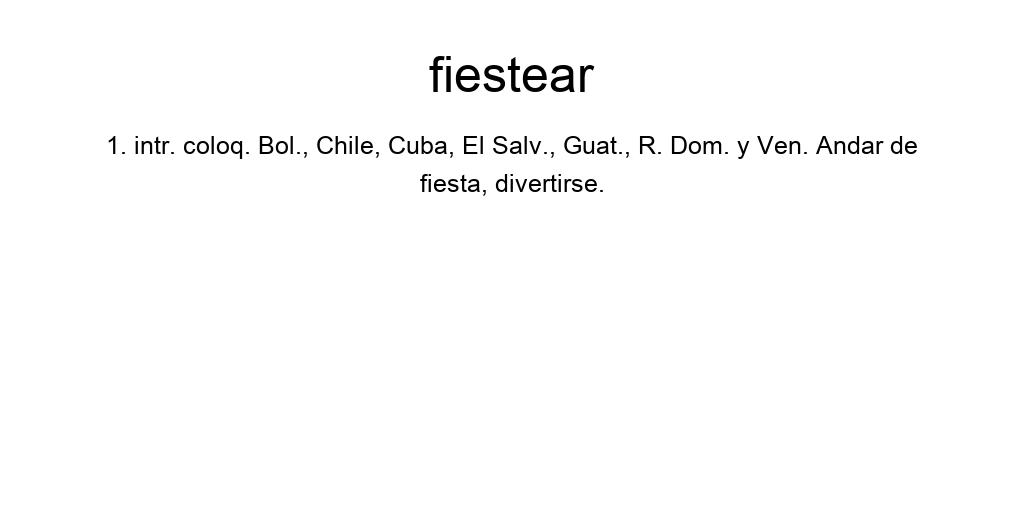 fiestear
1. intr. coloq. Bol., Chile, Cuba, El Salv., Guat., R. Dom. y Ven. Andar de
fiesta, divertirse.